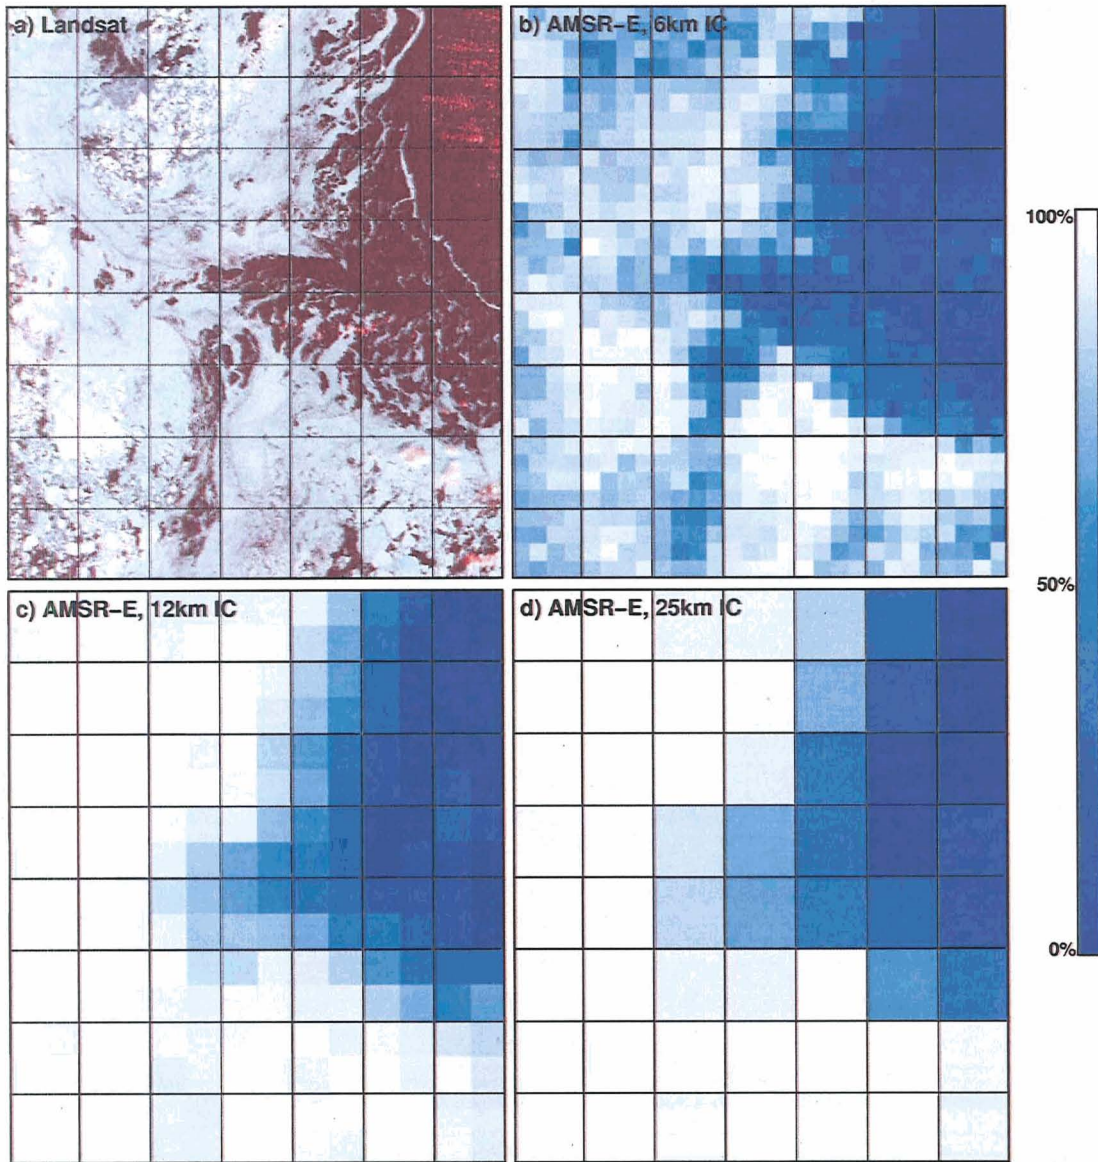 a) Landsat
b) AMSR-E, 6km IC
100%
50%
0%
c) AMSR-E, 12km IC
d) AMSR-E, 25km IC